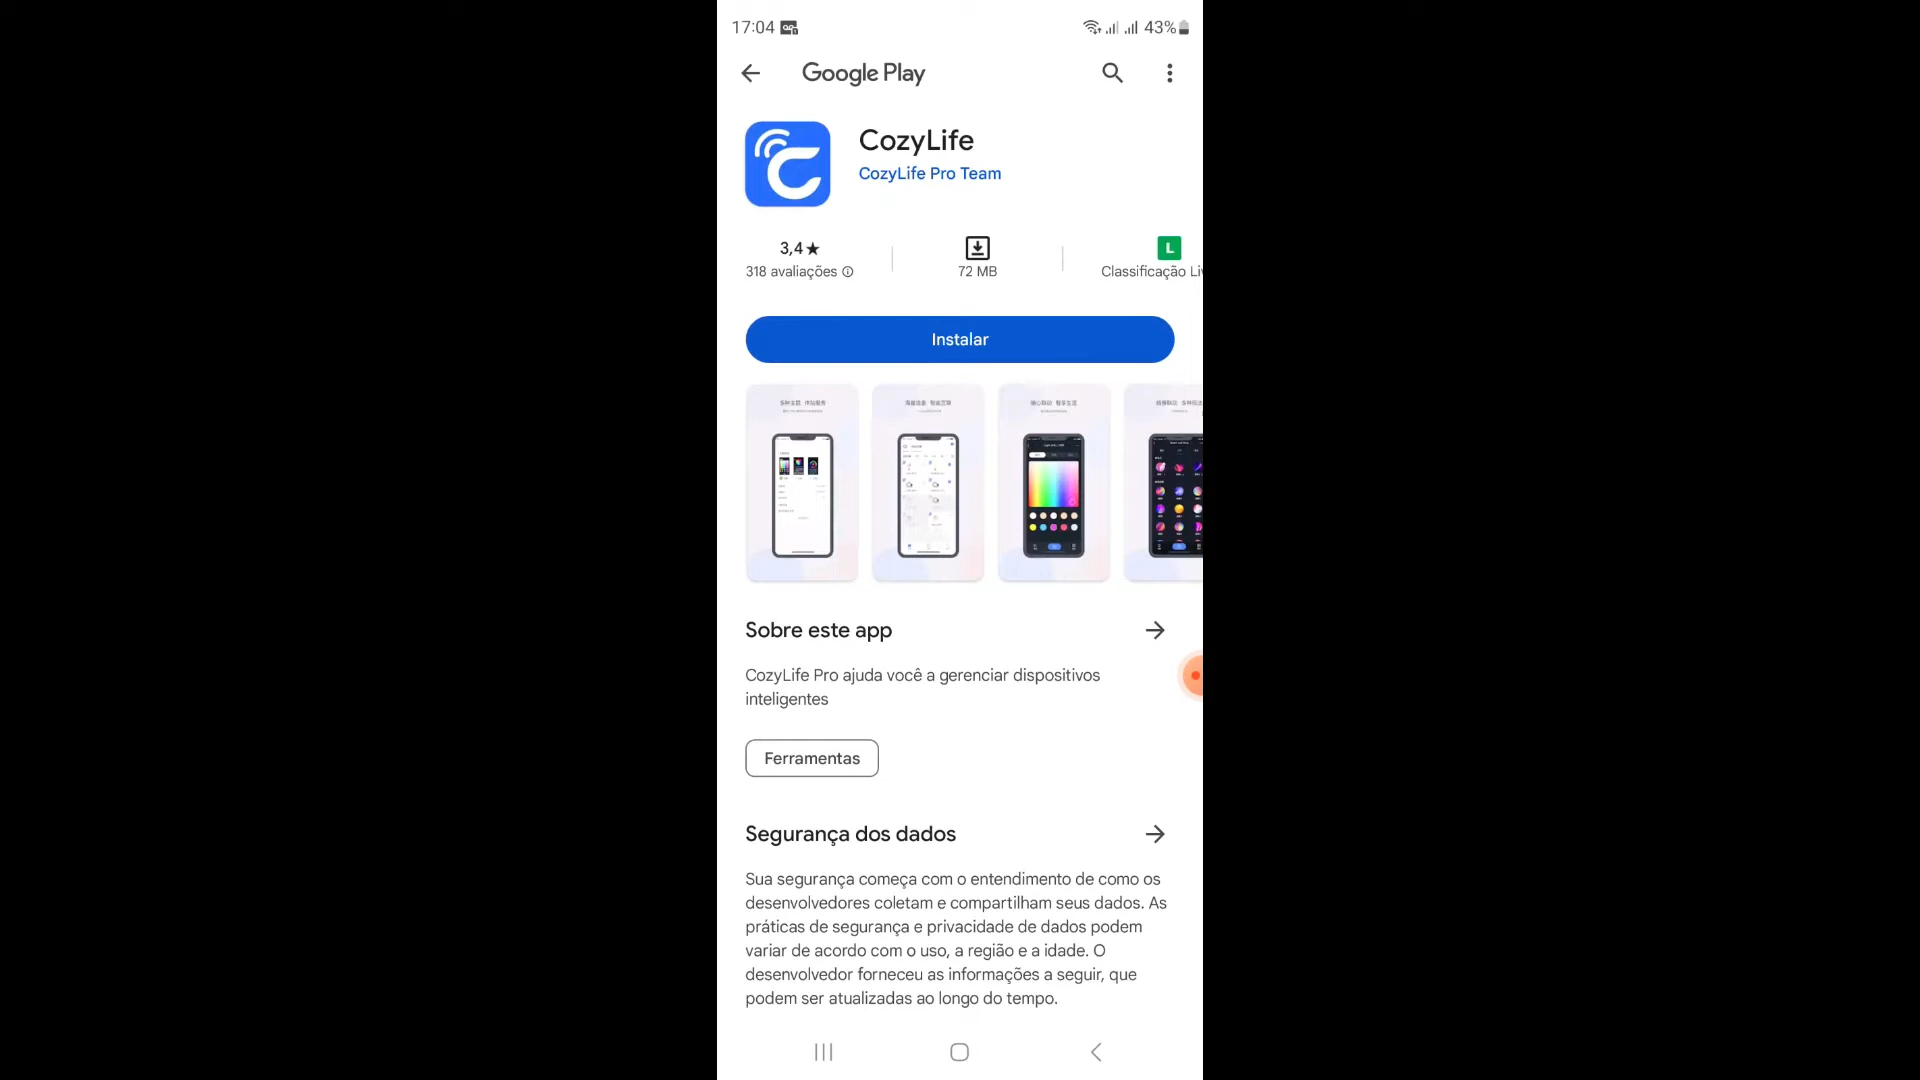 17:04
43%
Google Play
CozyLife
CozyLife Pro Team
3,4★
318 avaliações
72 MB
L
Classificação Li
Instalar
Sobre este app
CozyLife Pro ajuda você a gerenciar dispositivos
inteligentes
Ferramentas
Segurança dos dados
Sua segurança começa com o entendimento de como os
desenvolvedores coletam e compartilham seus dados. As
práticas de segurança e privacidade de dados podem
variar de acordo com o uso, a região e a idade. O
desenvolvedor forneceu as informações a seguir, que
podem ser atualizadas ao longo do tempo.